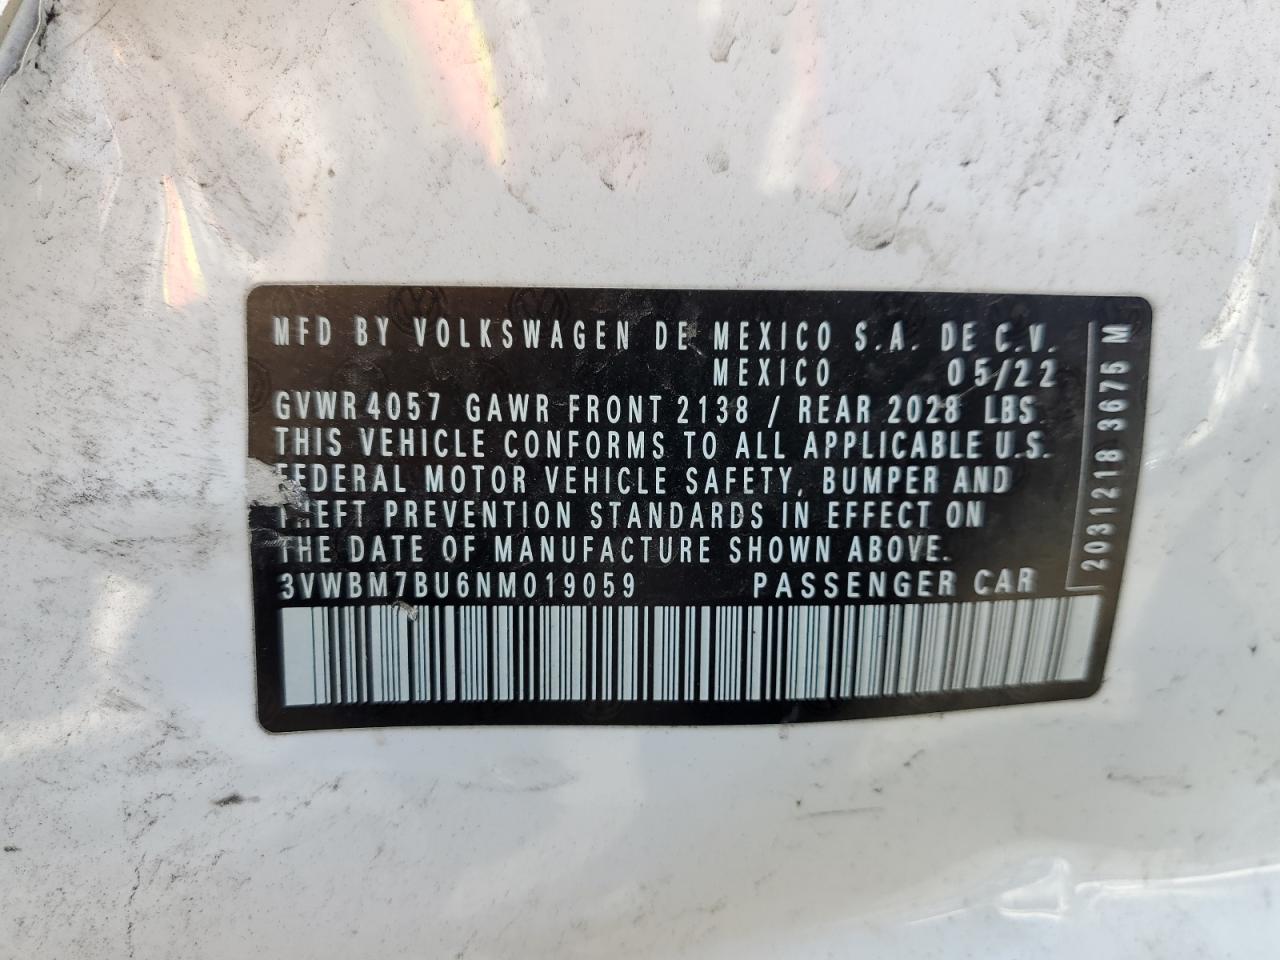 MFD BY VOLKSWAGEN DE MEXICO S.A. DE C.V.
MEXICO 05/22
GVWR 4057 GAWR FRONT 2138 / REAR 2028 LBS.
THIS VEHICLE CONFORMS TO ALL APPLICABLE U.S.
FEDERAL MOTOR VEHICLE SAFETY, BUMPER AND
THEFT PREVENTION STANDARDS IN EFFECT ON
THE DATE OF MANUFACTURE SHOWN ABOVE.
3VWBM7BU6NM019059 PASSENGER CAR
2031218 3675 M